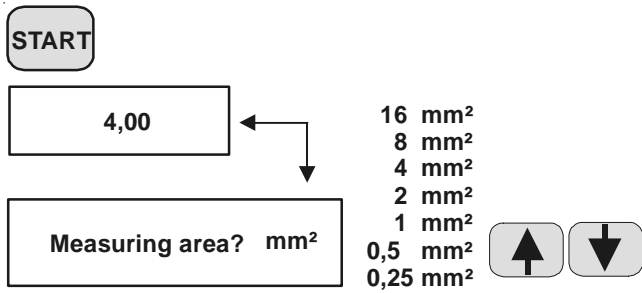 START
4,00
Measuring area? mm²
16 mm²
8 mm²
4 mm²
2 mm²
1 mm²
0,5 mm²
0,25 mm²